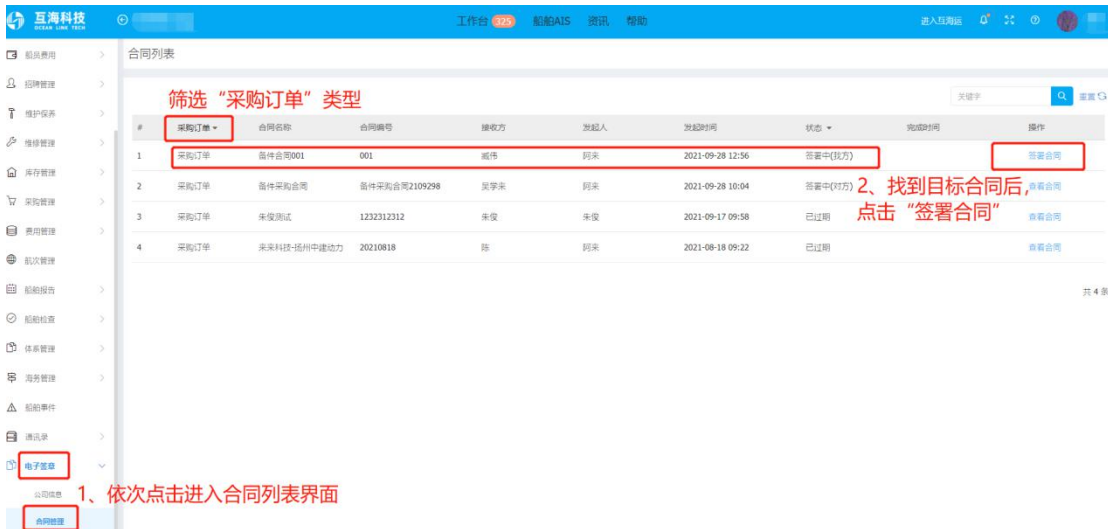 互海科技
OCEAN LINK TECH
工作台 325 船舶AIS 资讯 帮助
进入互海运
船员费用
招聘管理
维护保养
维修管理
库存管理
采购管理
费用管理
航次管理
船舶报告
船舶检查
体系管理
海务管理
船舶事件
通讯录
电子签章
公司信息
合同管理
合同列表
筛选“采购订单”类型
关键字
重置
# 采购订单 合同名称 合同编号 接收方 发起人 发起时间 状态 完成时间 操作
1 采购订单 备件合同001 001 臧伟 阿来 2021-09-28 12:56 签署中(我方) 签署合同
2 采购订单 备件采购合同 备件采购合同2109298 吴学来 阿来 2021-09-28 10:04 签署中(对方) 查看合同
3 采购订单 朱俊测试 1232312312 朱俊 阿来 2021-09-17 09:58 已过期 查看合同
4 采购订单 来来科技-扬州中建动力 20210818 陈 阿来 2021-08-18 09:22 已过期 查看合同
2、找到目标合同后,
点击“签署合同”
共 4 条
1、依次点击进入合同列表界面